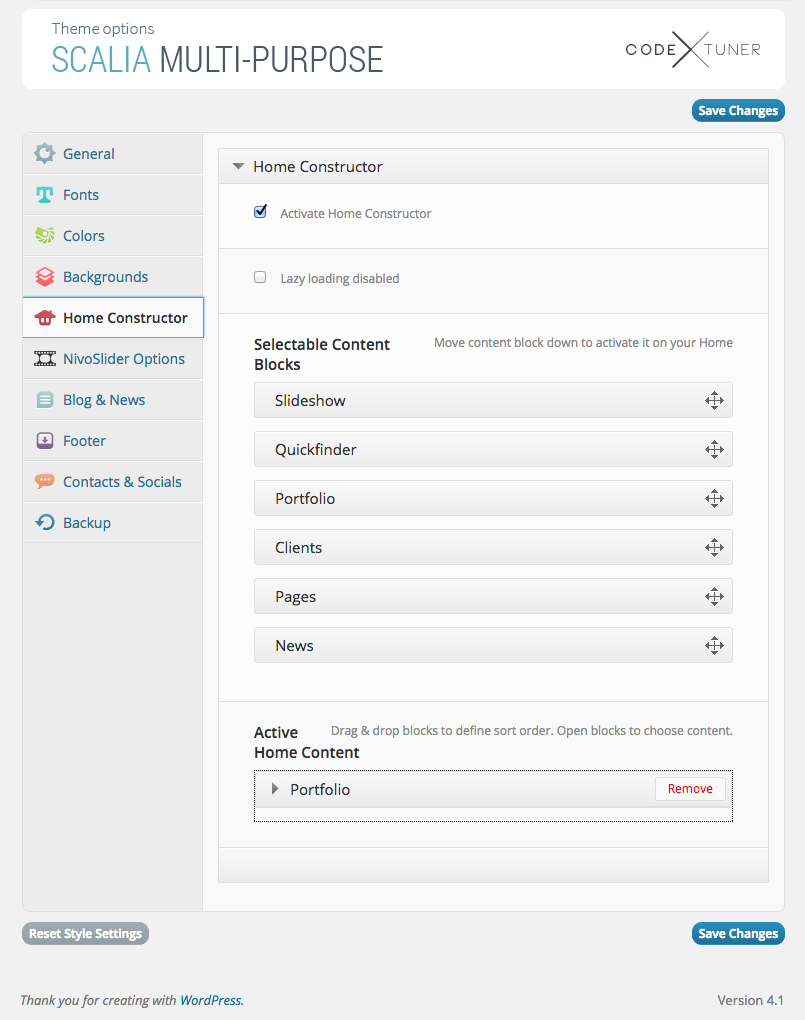 Theme options
SCALIA MULTI-PURPOSE
CODE X TUNER
Save Changes
General
Fonts
Colors
Backgrounds
Home Constructor
NivoSlider Options
Blog & News
Footer
Contacts & Socials
Backup
Home Constructor
Activate Home Constructor
Lazy loading disabled
Selectable Content
Blocks
Move content block down to activate it on your Home
Slideshow
Quickfinder
Portfolio
Clients
Pages
News
Active
Home Content
Drag & drop blocks to define sort order. Open blocks to choose content.
Portfolio
Remove
Reset Style Settings
Save Changes
Thank you for creating with WordPress.
Version 4.1